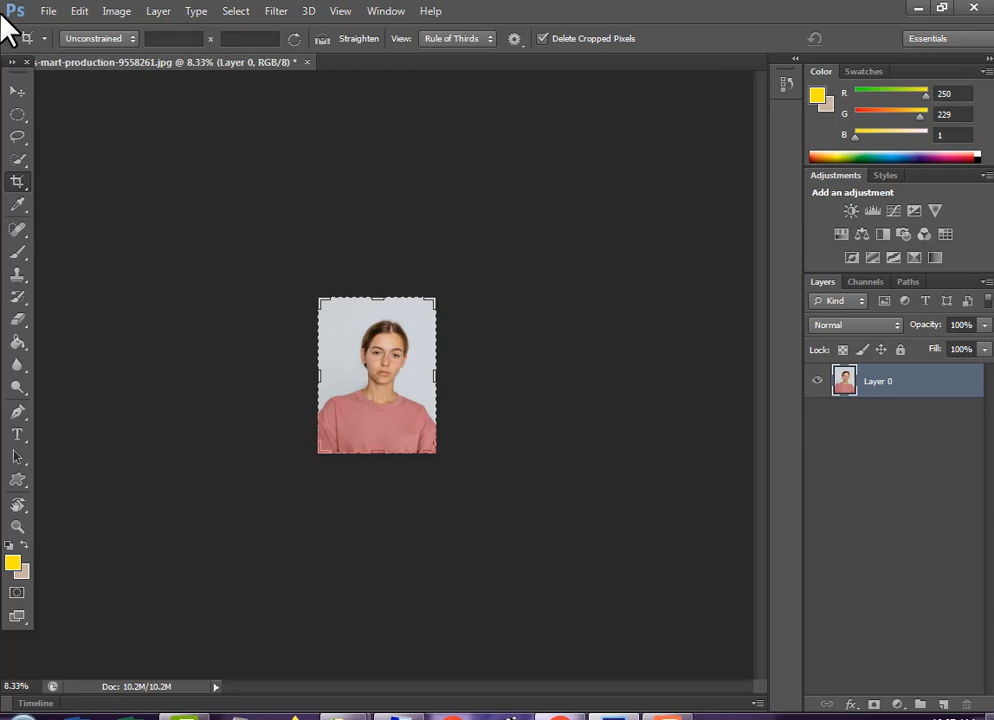 Ps File Edit Image Layer Type Select Filter 3D View Window Help
Unconstrained x Straighten View: Rule of Thirds Delete Cropped Pixels Essentials
s-mart-production-9558261.jpg @ 8.33% (Layer 0, RGB/8) * ×
Color Swatches
R 250
G 229
B 1
Adjustments Styles
Add an adjustment
Layers Channels Paths
Kind
Normal Opacity: 100%
Lock: Fill: 100%
Layer 0
8.33% Doc: 10.2M/10.2M
Timeline